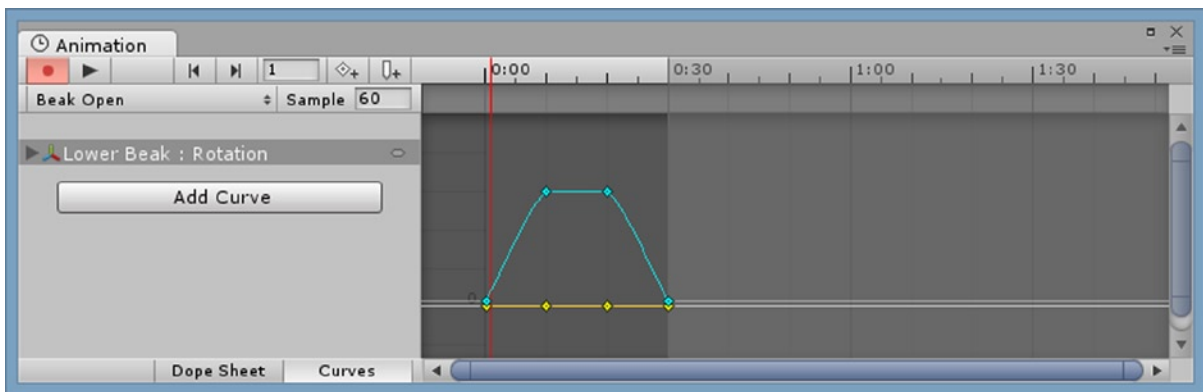 Animation
1 0:00 0:30 1:00 1:30
Beak Open Sample 60
Lower Beak : Rotation
Add Curve
0
Dope Sheet Curves